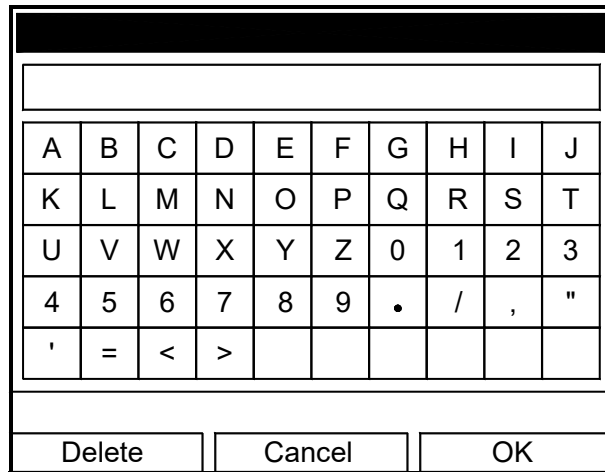 A B C D E F G H I J
K L M N O P Q R S T
U V W X Y Z 0 1 2 3
4 5 6 7 8 9 . / , "
' = < >
Delete Cancel OK